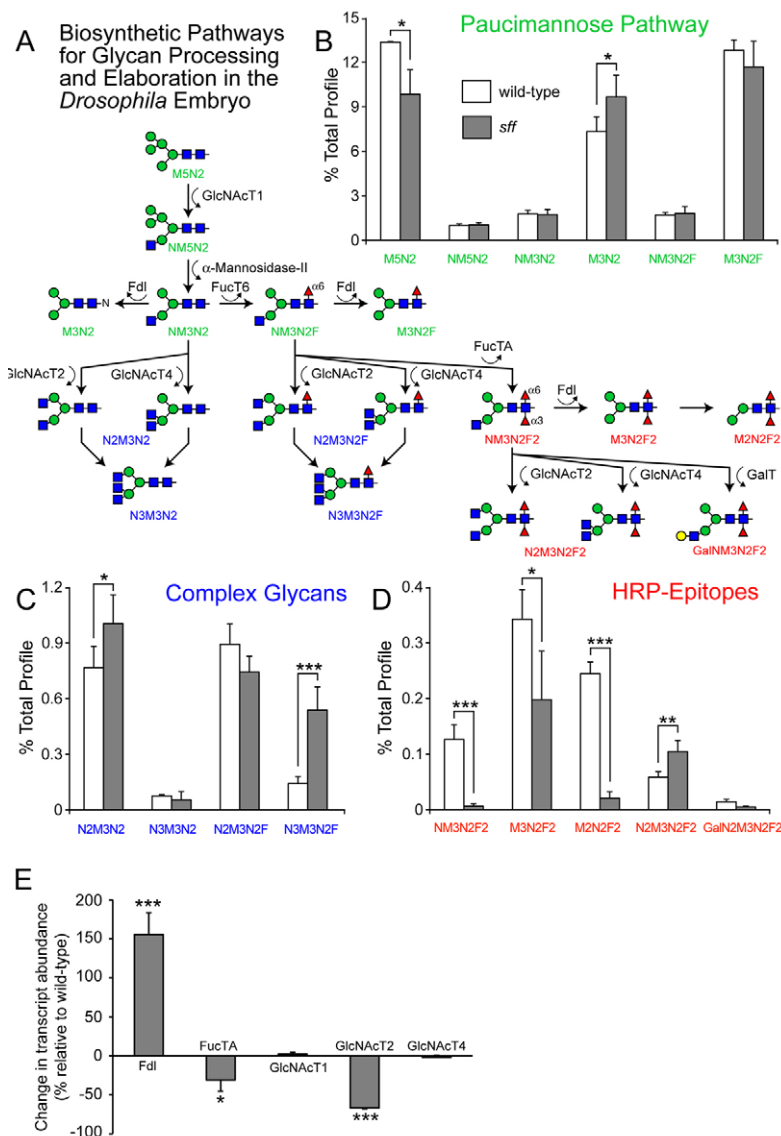 A
Biosynthetic Pathways
for Glycan Processing
and Elaboration in the
Drosophila Embryo
M5N2
GlcNAcT1
NM5N2
α-Mannosidase-II
Fdl
FucT6
α6
Fdl
N
M3N2
NM3N2
NM3N2F
M3N2F
FucTA
GlcNAcT2
GlcNAcT4
GlcNAcT2
GlcNAcT4
α6
Fdl
α3
N2M3N2
N2M3N2F
NM3N2F2
M3N2F2
M2N2F2
N3M3N2
N3M3N2F
GlcNAcT2
GlcNAcT4
GalT
N2M3N2F2
GalNM3N2F2
B
Paucimannose Pathway
% Total Profile
15
12
9
6
3
0
*
*
wild-type
sff
M5N2
NM5N2
NM3N2
M3N2
NM3N2F
M3N2F
C
Complex Glycans
% Total Profile
1.2
0.9
0.6
0.3
0
*
***
N2M3N2
N3M3N2
N2M3N2F
N3M3N2F
D
HRP-Epitopes
% Total Profile
0.4
0.3
0.2
0.1
0
***
*
***
**
NM3N2F2
M3N2F2
M2N2F2
N2M3N2F2
GalN2M3N2F2
E
Change in transcript abundance
(% relative to wild-type)
200
150
100
50
0
-50
-100
***
Fdl
FucTA
*
GlcNAcT1
GlcNAcT2
***
GlcNAcT4